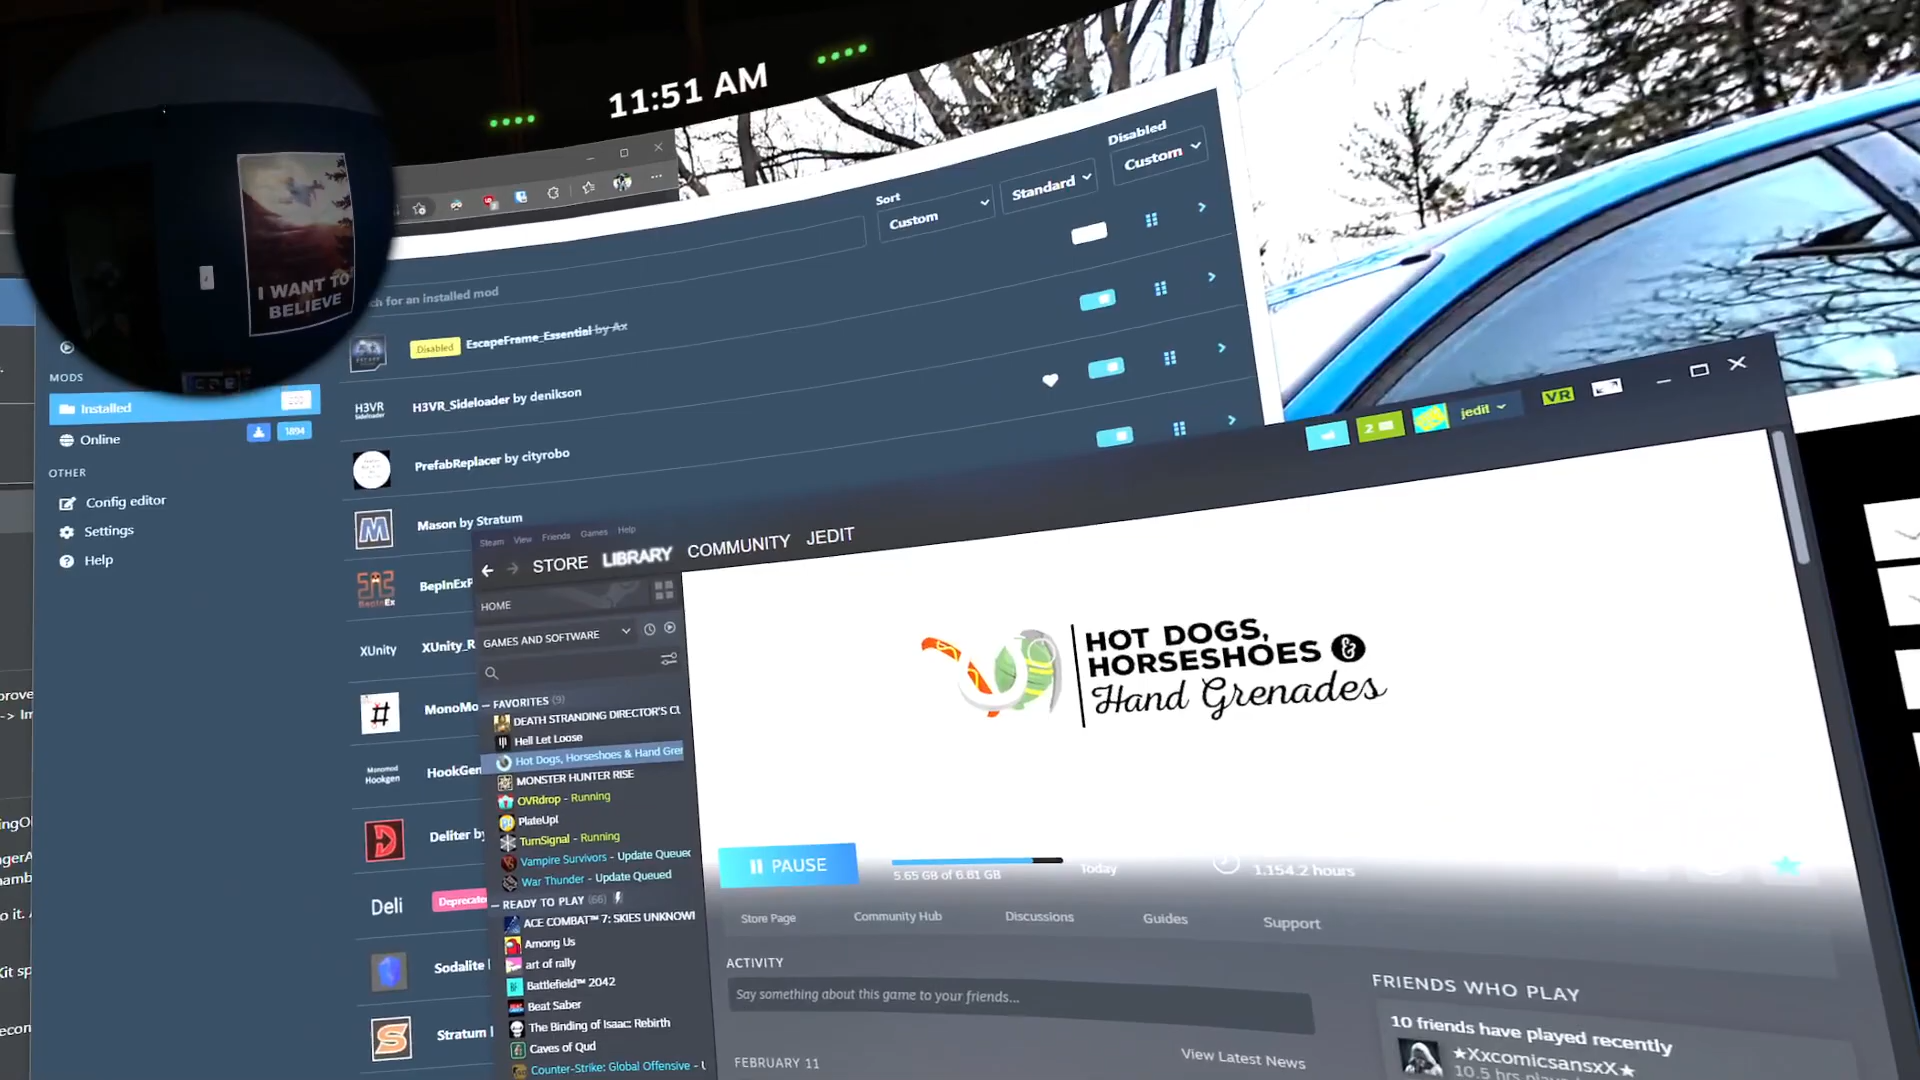 11:51 AM
I WANT TO
BELIEVE
Disabled
Custom
Standard
Sort
Custom
ch for an installed mod
Disabled EscapeFrame_Essential by Ax
H3VR_Sideloader by denikson
PrefabReplacer by cityrobo
Mason by Stratum
BepInExP
XUnity XUnity_R
MonoMo
HookGen
Deliter by
Deli
Sodalite
Stratum
MODS
Installed
Online
1894
OTHER
Config editor
Settings
Help
2
jedit
VR
Steam View Friends Games Help
STORE LIBRARY COMMUNITY JEDIT
HOME
GAMES AND SOFTWARE
FAVORITES (9)
DEATH STRANDING DIRECTOR'S CU
Hell Let Loose
Hot Dogs, Horseshoes & Hand Gren
MONSTER HUNTER RISE
OVRdrop - Running
PlateUp!
TurnSignal - Running
Vampire Survivors - Update Queued
War Thunder - Update Queued
READY TO PLAY (66)
ACE COMBAT™ 7: SKIES UNKNOWN
Among Us
art of rally
Battlefield™ 2042
Beat Saber
The Binding of Isaac: Rebirth
Caves of Qud
Counter-Strike: Global Offensive - U
HOT DOGS,
HORSESHOES &
Hand Grenades
PAUSE
5.65 GB of 6.81 GB
Today
1,154.2 hours
Store Page
Community Hub
Discussions
Guides
Support
ACTIVITY
Say something about this game to your friends...
FEBRUARY 11
View Latest News
FRIENDS WHO PLAY
10 friends have played recently
★XxcomicsansxX★